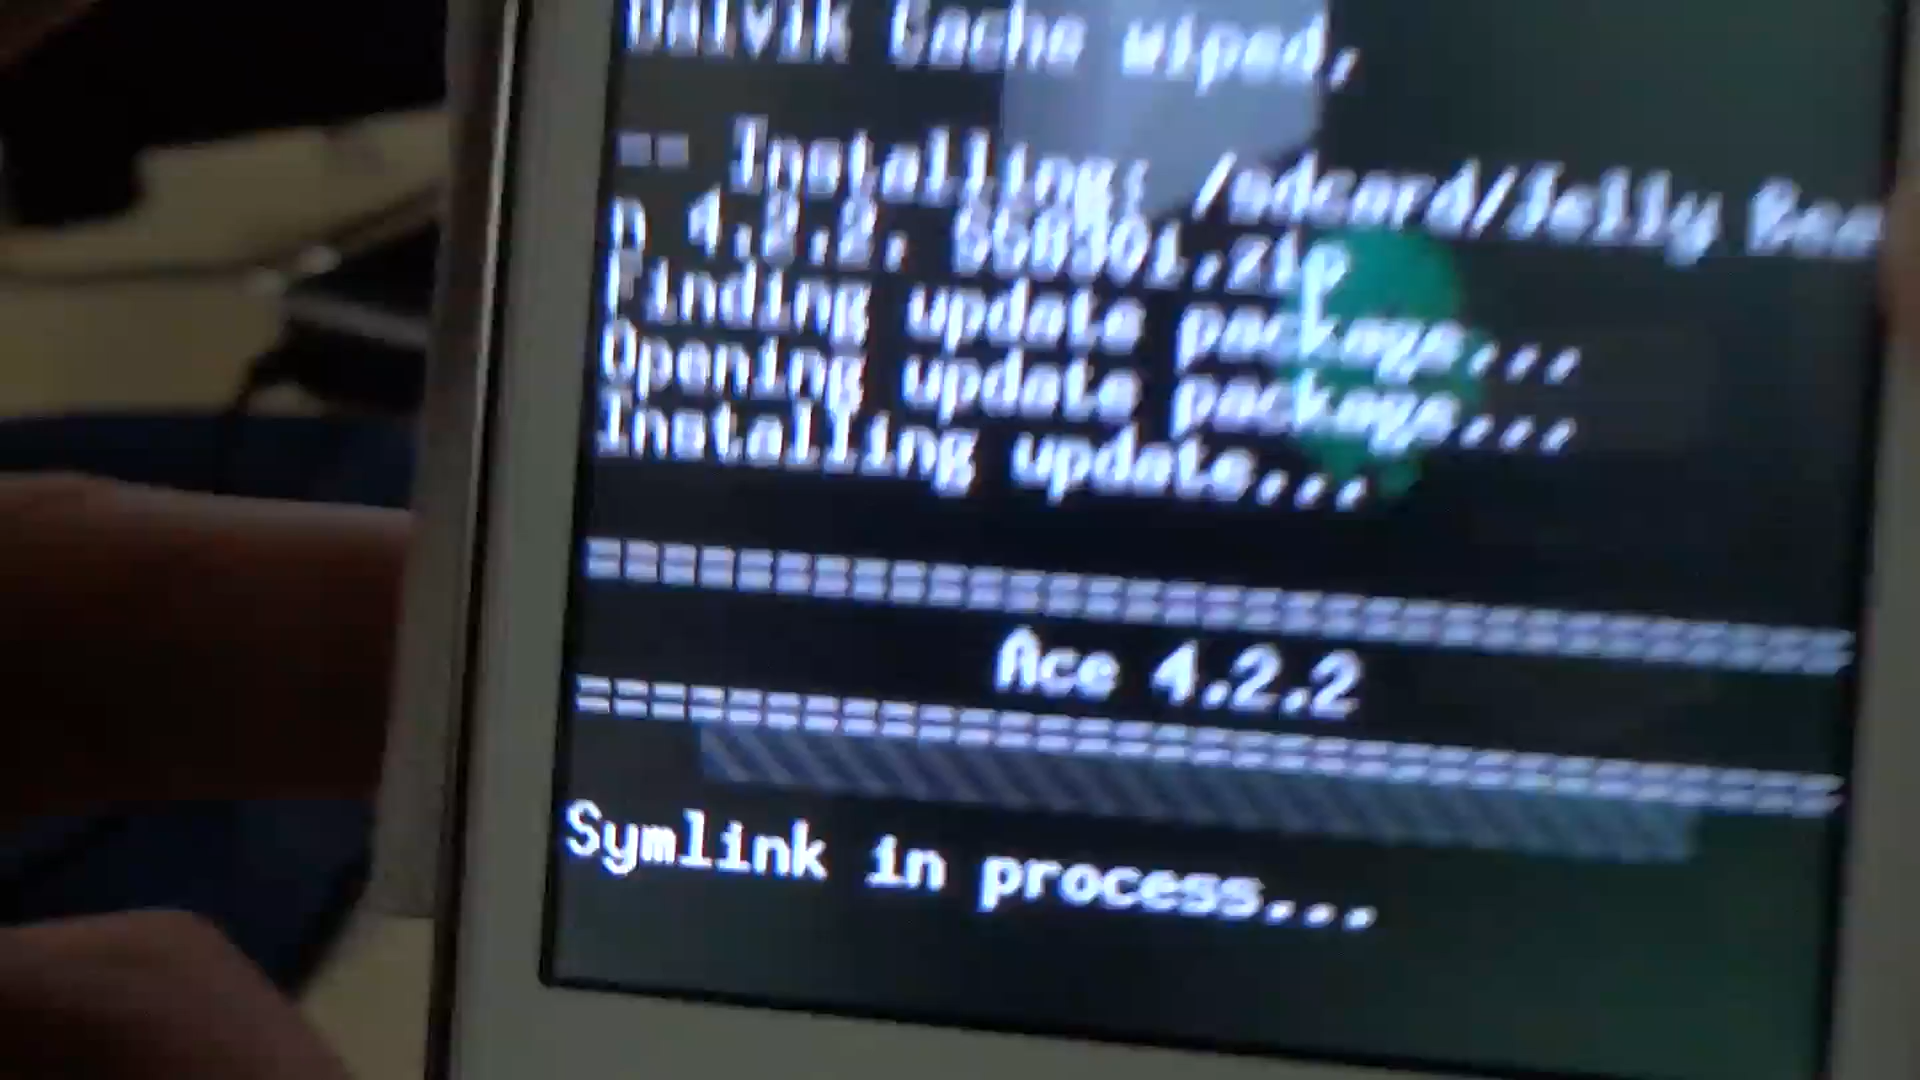 Dalvik Cache wiped.
-- Installing: /sdcard/Jelly Bea
n 4.2.2. .zip
Finding update package...
Opening update package...
Installing update...
==================================
Ace 4.2.2
==================================
Symlink in process...